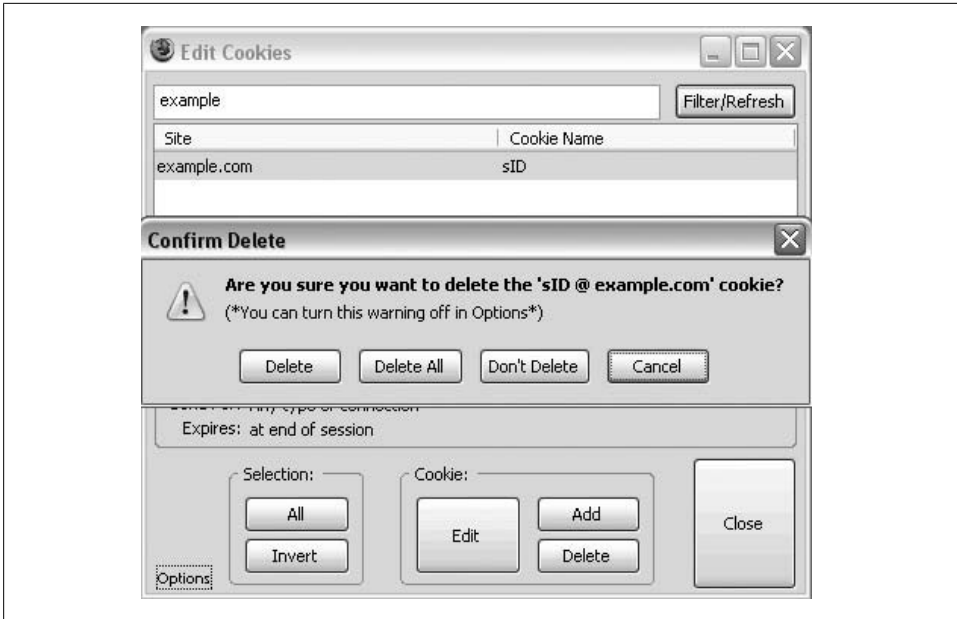 Edit Cookies
example
Filter/Refresh
Site Cookie Name
example.com sID
Confirm Delete
Are you sure you want to delete the 'sID @ example.com' cookie?
(*You can turn this warning off in Options*)
Delete Delete All Don't Delete Cancel
Expires: at end of session
Selection: Cookie:
All
Invert
Edit
Add
Delete
Close
Options